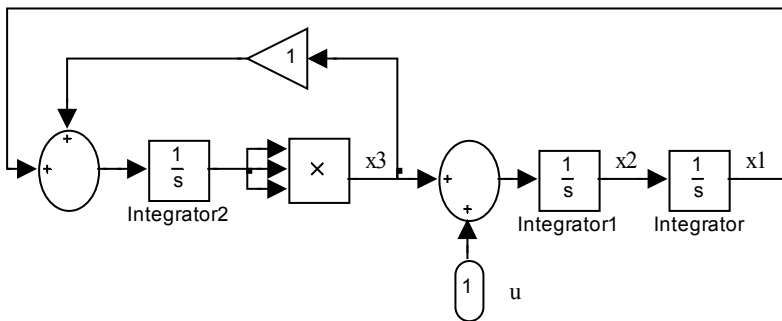 1
+
+
1
s
Integrator2
×
x3
+
+
1
s
Integrator1
x2
1
s
Integrator
x1
1
u